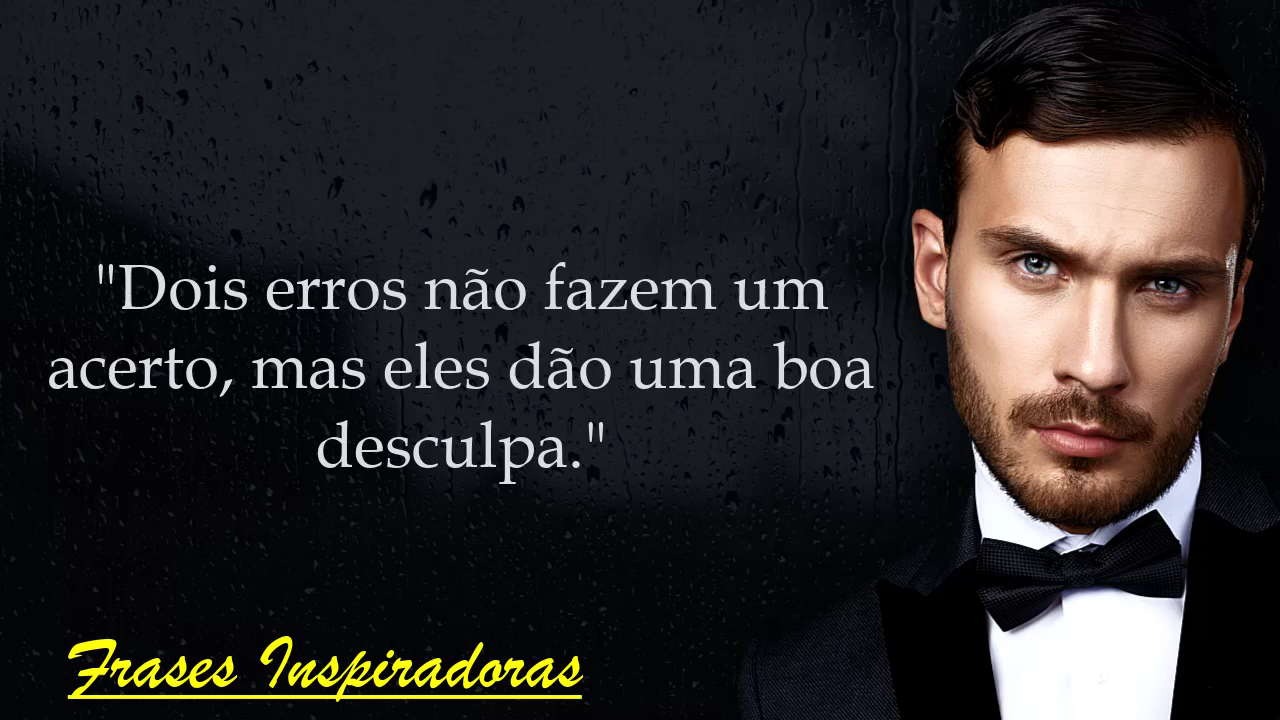 "Dois erros não fazem um
acerto, mas eles dão uma boa
desculpa."
Frases Inspiradoras